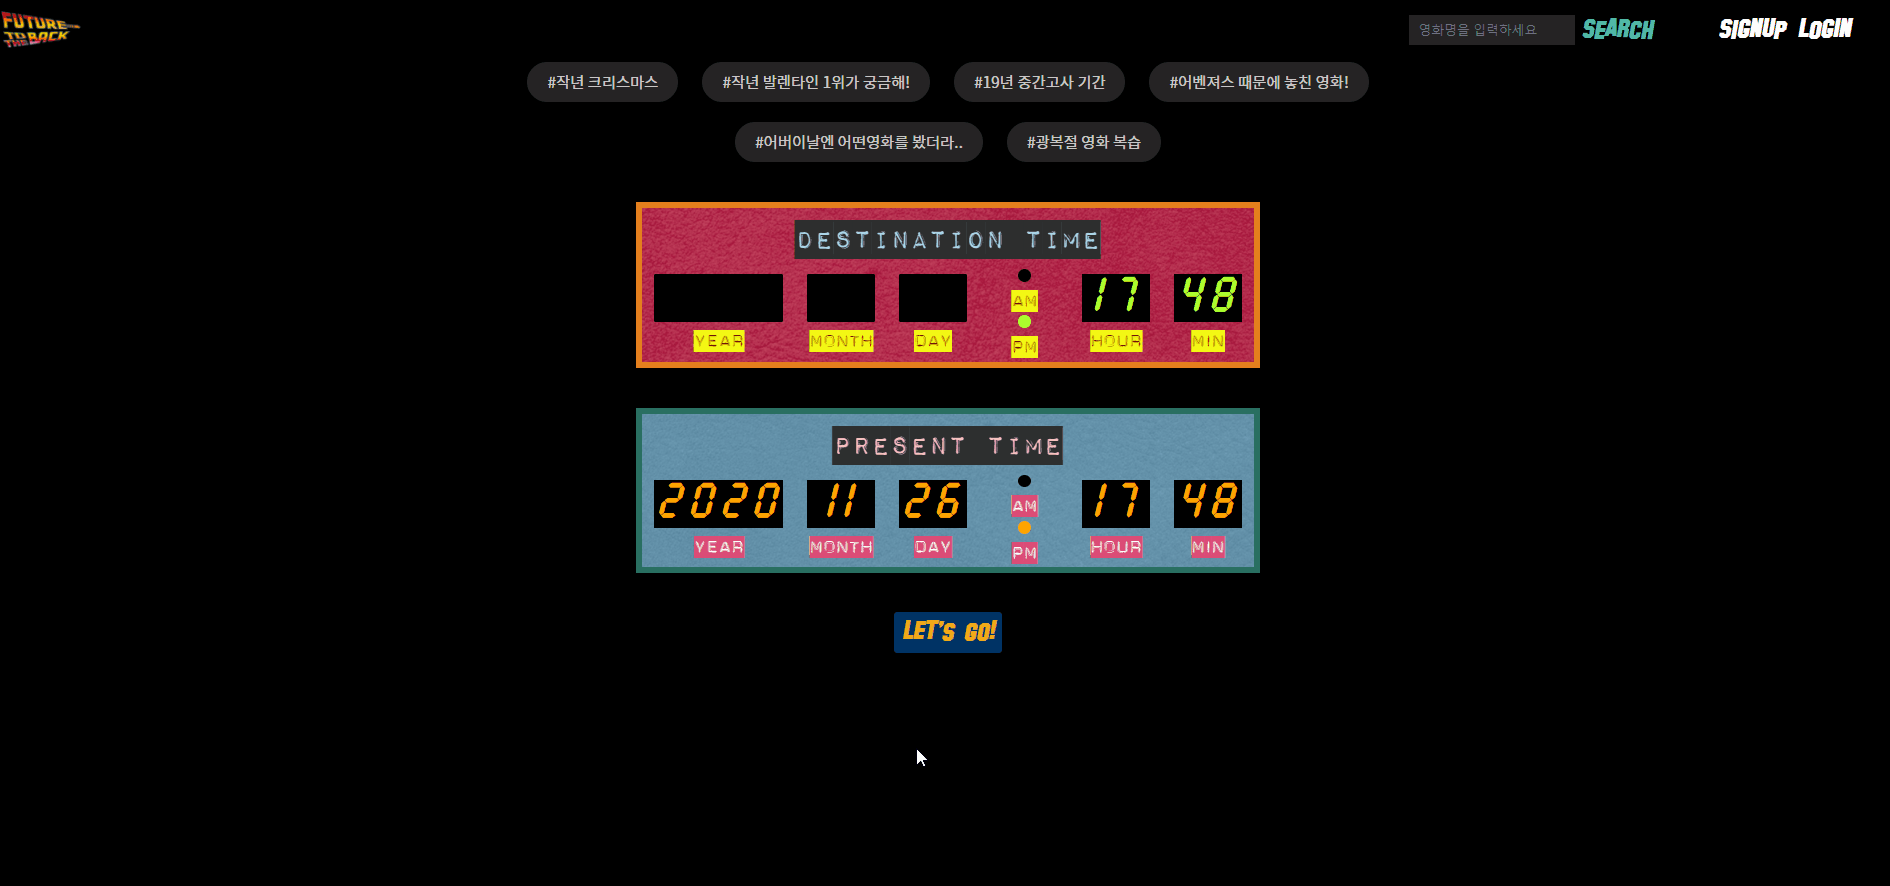 FUTURE
TO THE BACK
영화명을 입력하세요 SEARCH SIGNUP LOGIN
#작년 크리스마스 #작년 발렌타인 1위가 궁금해! #19년 중간고사 기간 #어벤져스 때문에 놓친 영화!
#어버이날엔 어떤영화를 봤더라.. #광복절 영화 복습
DESTINATION TIME
17 48
AM
YEAR MONTH DAY PM HOUR MIN
PRESENT TIME
2020 11 26 17 48
AM
YEAR MONTH DAY PM HOUR MIN
LET'S GO!